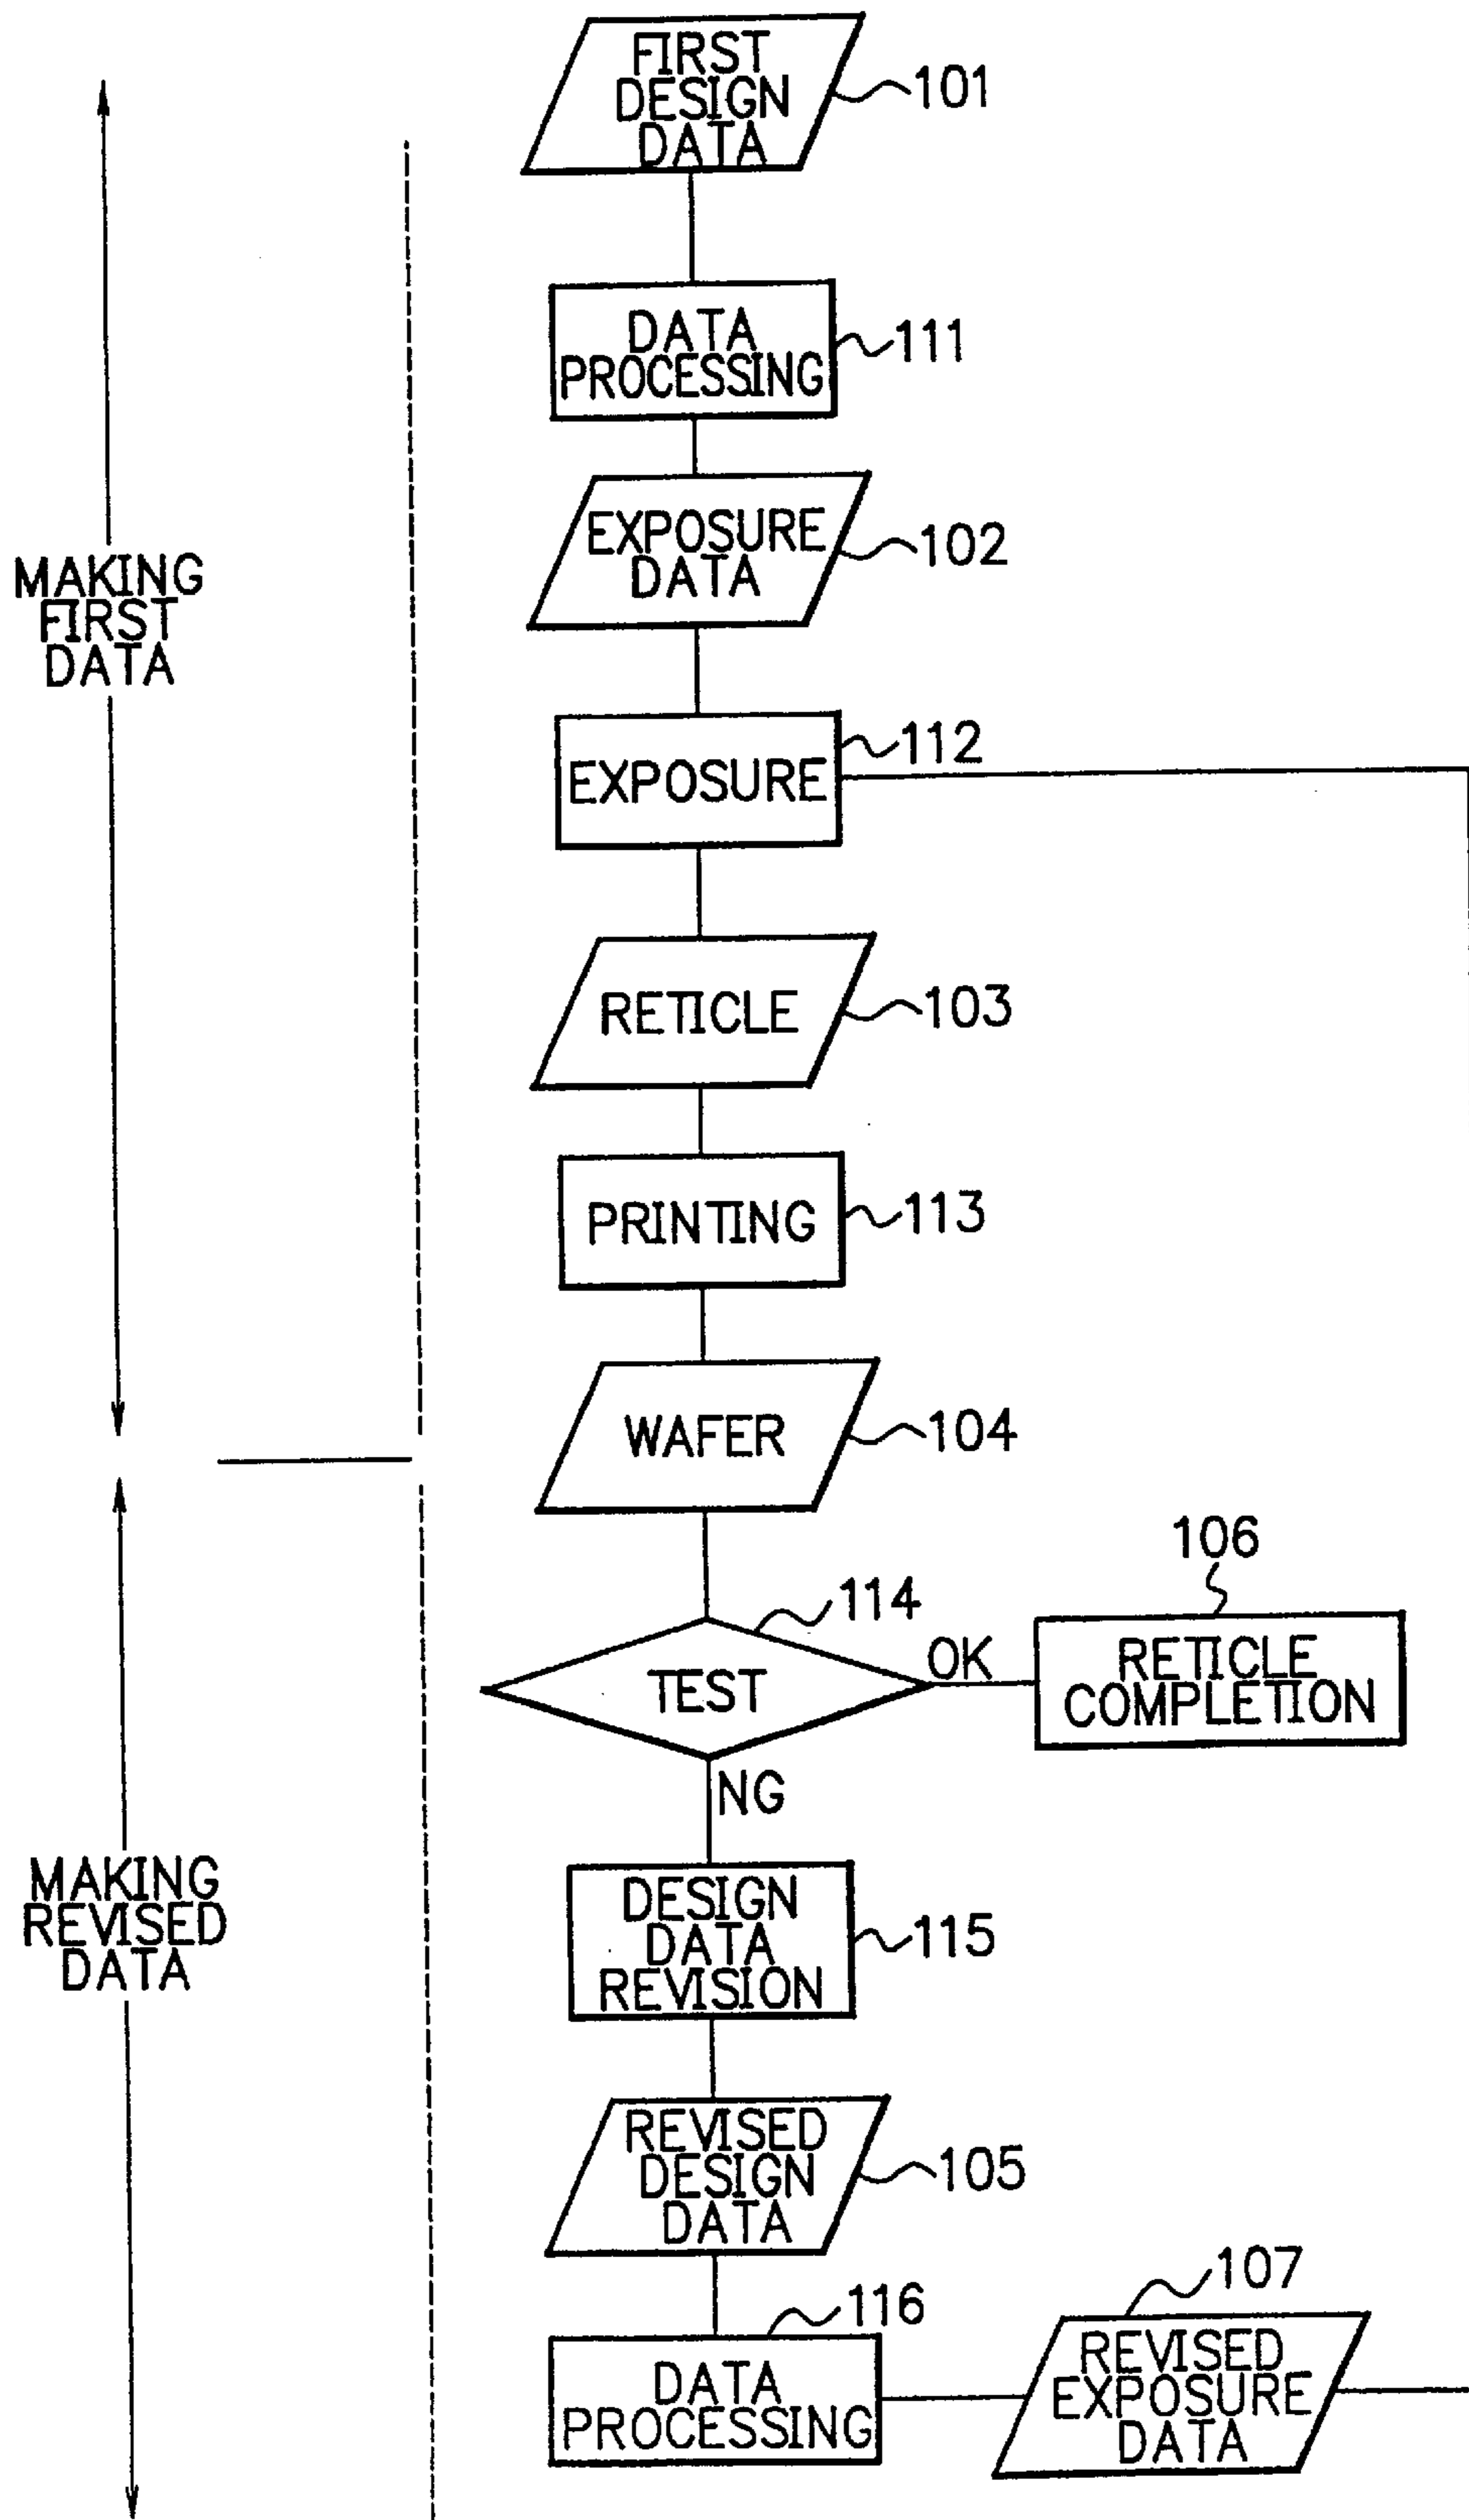 FIRST
DESIGN
DATA
101
DATA
PROCESSING
111
EXPOSURE
DATA
102
MAKING
FIRST
DATA
112
EXPOSURE
RETICLE
103
PRINTING
113
WAFER
104
106
114
TEST
OK
RETICLE
COMPLETION
NG
MAKING
REVISED
DATA
DESIGN
DATA
REVISION
115
REVISED
DESIGN
DATA
105
107
116
DATA
PROCESSING
REVISED
EXPOSURE
DATA